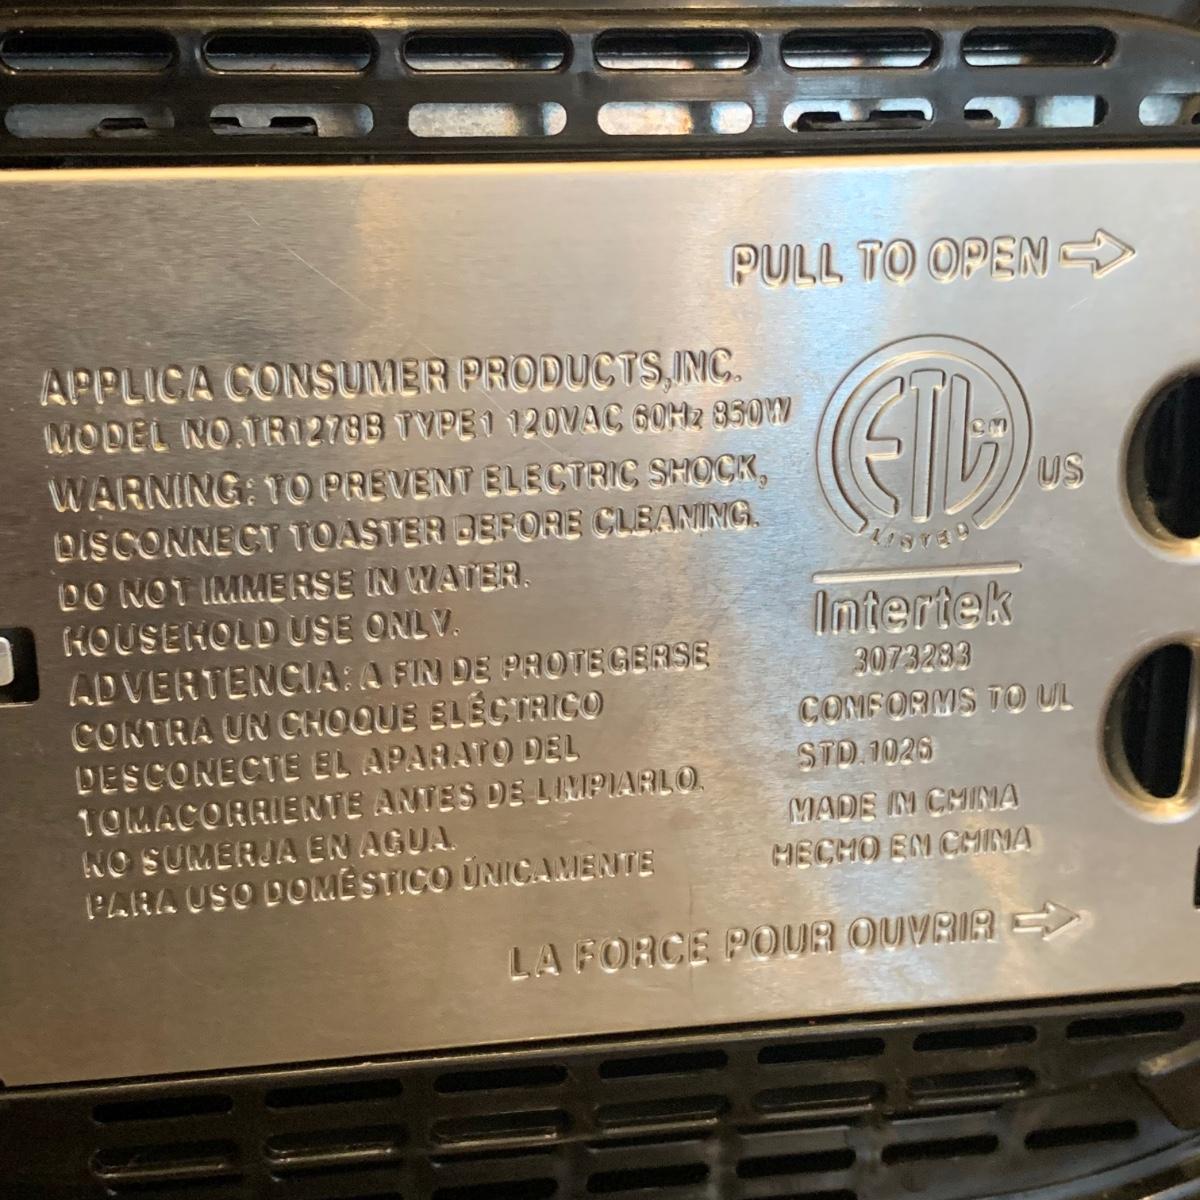 PULL TO OPEN
APPLICA CONSUMER PRODUCTS,INC.
MODEL NO.TR1278B TYPE1 120VAC 60Hz 850W
WARNING: TO PREVENT ELECTRIC SHOCK,
DISCONNECT TOASTER BEFORE CLEANING.
DO NOT IMMERSE IN WATER.
HOUSEHOLD USE ONLY.
ADVERTENCIA: A FIN DE PROTEGERSE
CONTRA UN CHOQUE ELÉCTRICO
DESCONECTE EL APARATO DEL
TOMACORRIENTE ANTES DE LIMPIARLO.
NO SUMERJA EN AGUA.
PARA USO DOMÉSTICO ÚNICAMENTE
ETL CM
US
LISTED
Intertek
3073283
CONFORMS TO UL
STD.1026
MADE IN CHINA
HECHO EN CHINA
LA FORCE POUR OUVRIR